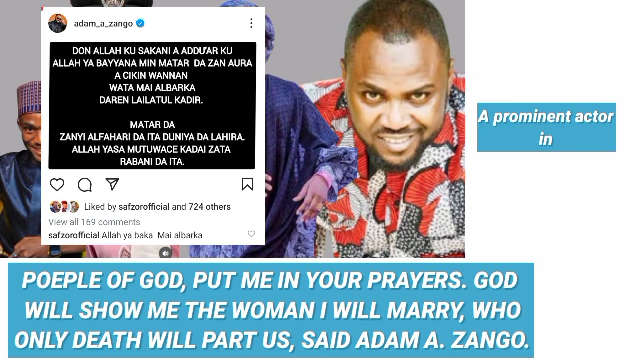 adam_a_zango
DON ALLAH KU SAKANI A ADDU'AR KU
ALLAH YA BAYYANA MIN MATAR DA ZAN AURA
A CIKIN WANNAN
WATA MAI ALBARKA
DAREN LAILATUL KADIR.
MATAR DA
ZANYI ALFAHARI DA ITA DUNIYA DA LAHIRA.
ALLAH YASA MUTUWACE KADAI ZATA
RABANI DA ITA.
Liked by safzorofficial and 724 others
View all 169 comments
safzorofficial Allah ya baka Mai albarka
A prominent actor
in
POEPLE OF GOD, PUT ME IN YOUR PRAYERS. GOD
WILL SHOW ME THE WOMAN I WILL MARRY, WHO
ONLY DEATH WILL PART US, SAID ADAM A. ZANGO.